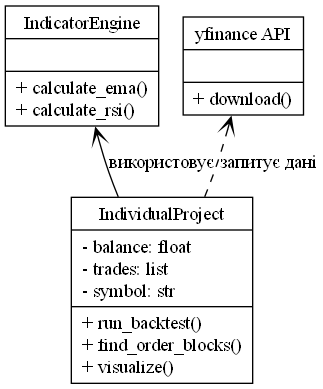 IndicatorEngine
+ calculate_ema()
+ calculate_rsi()
yfinance API
+ download()
використовує/запитує дані
IndividualProject
- balance: float
- trades: list
- symbol: str
+ run_backtest()
+ find_order_blocks()
+ visualize()